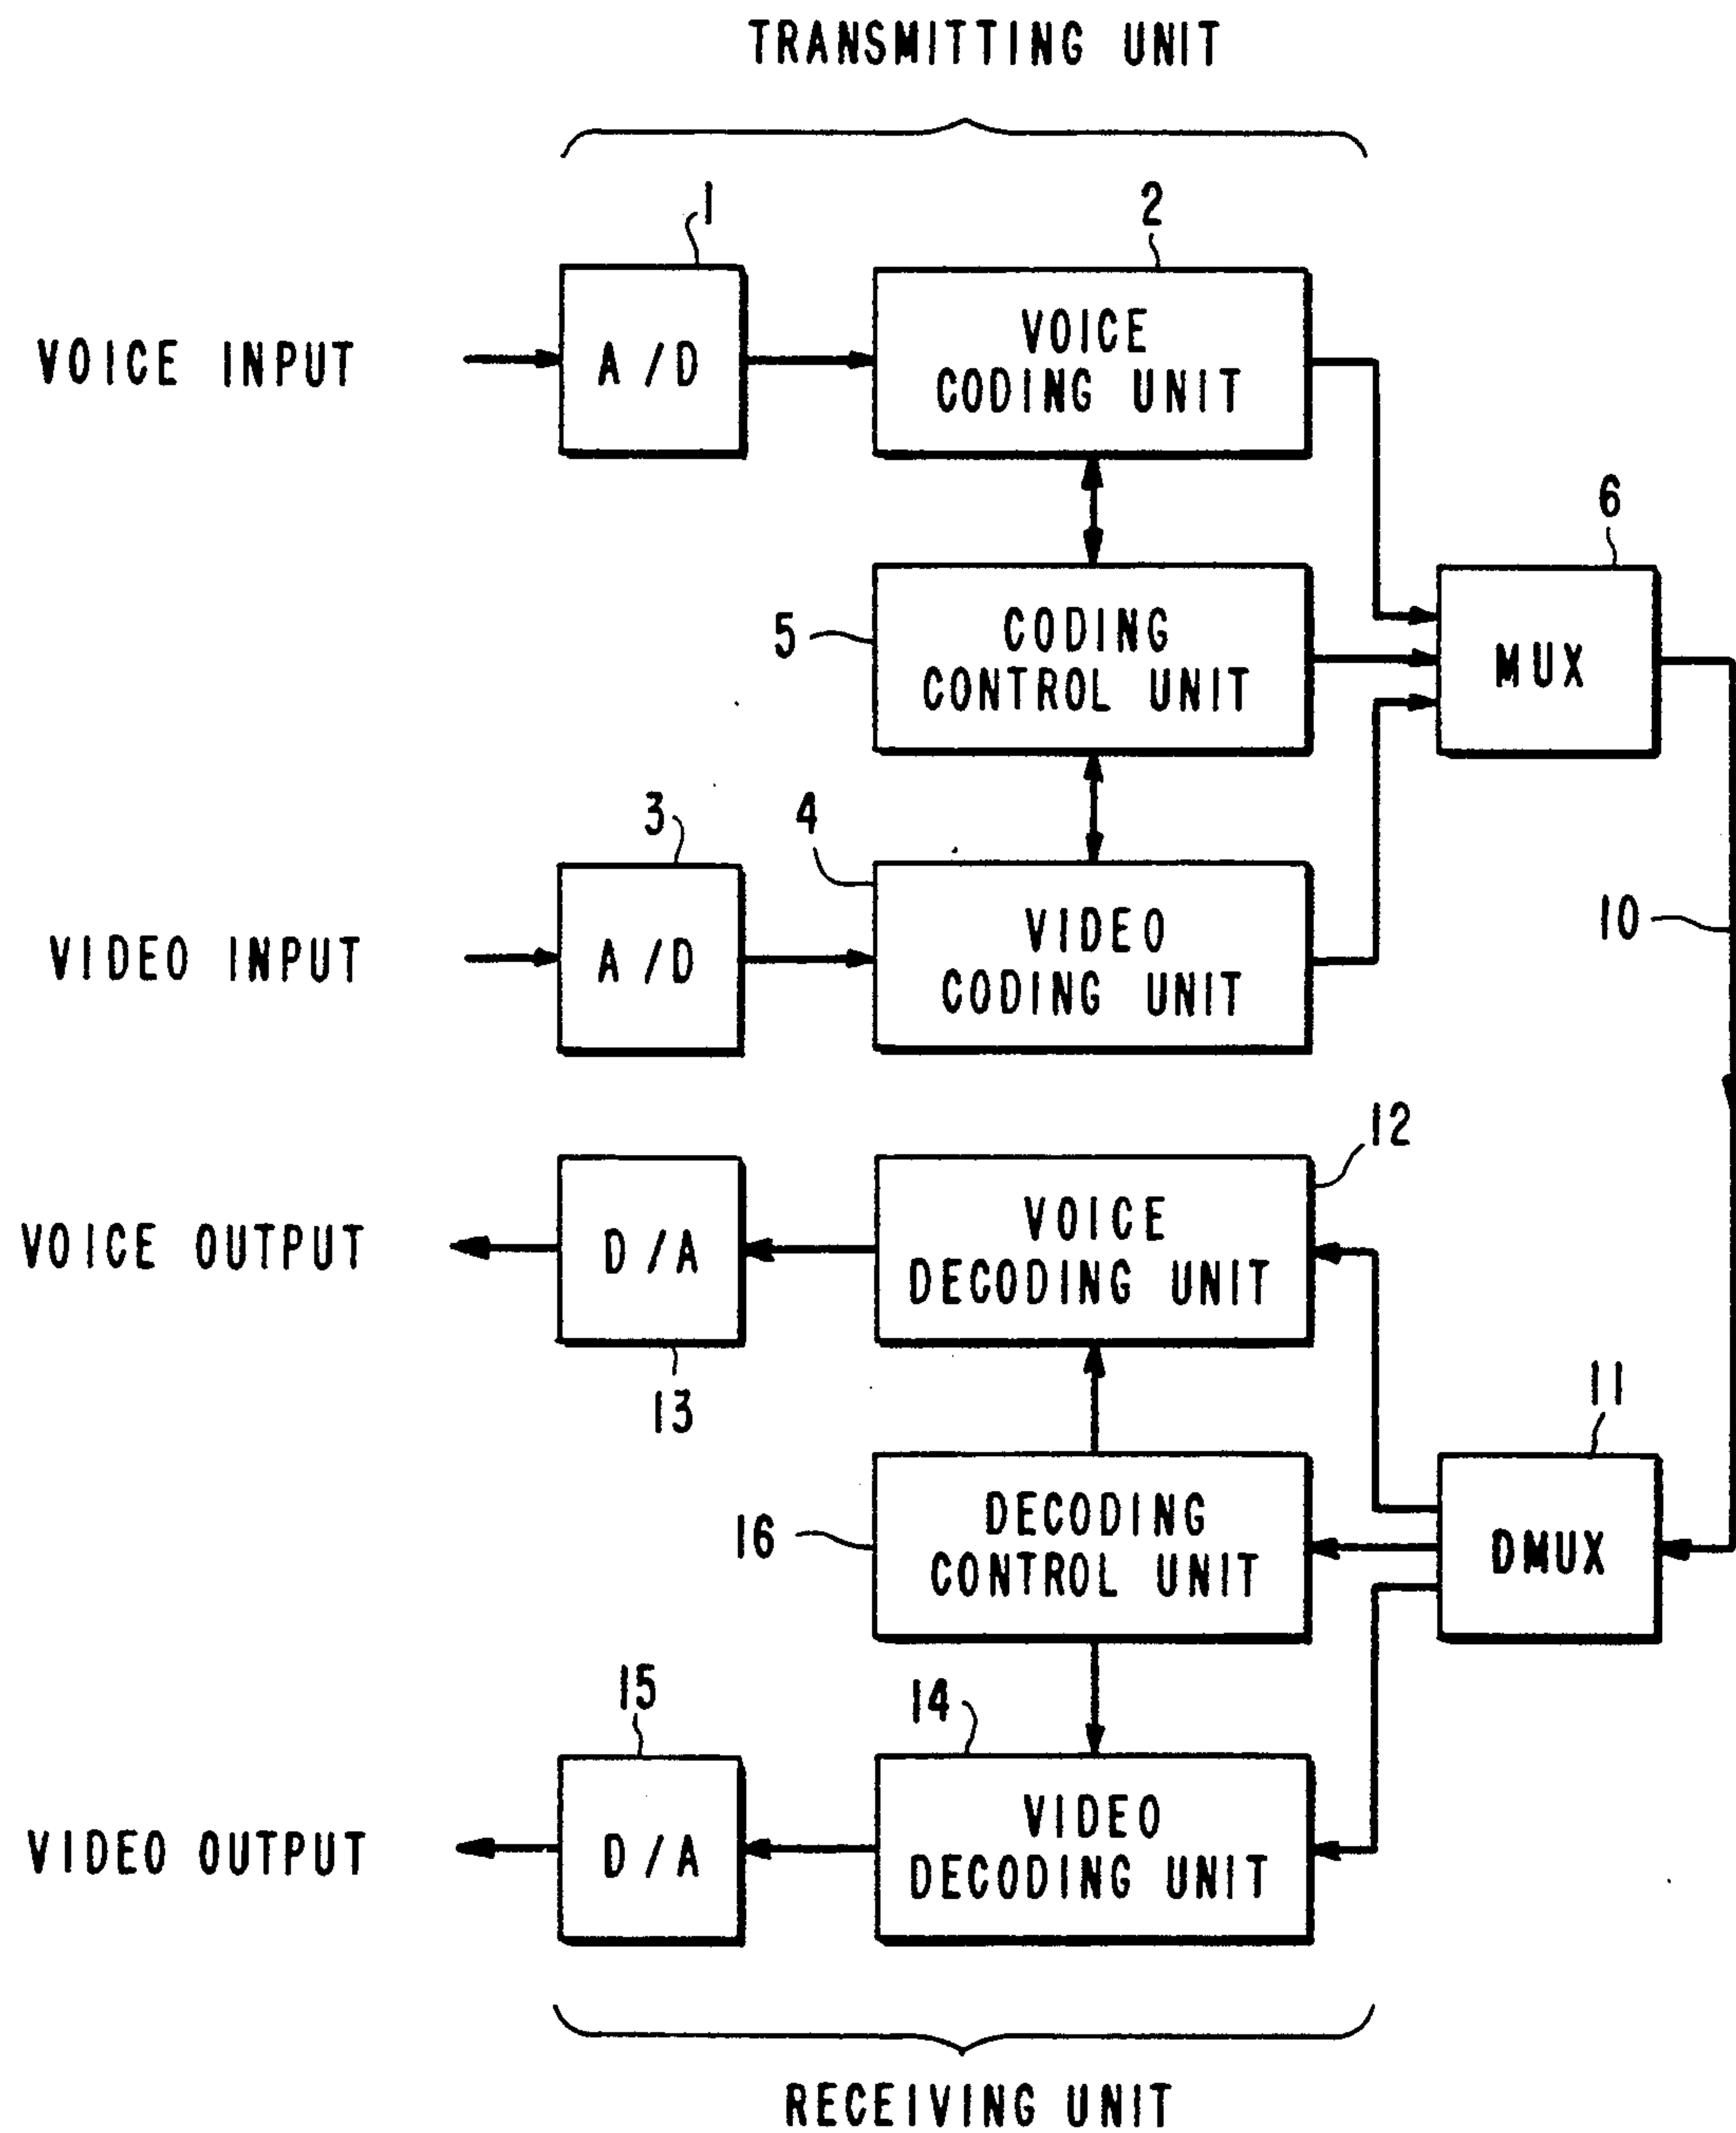 TRANSMITTING UNIT
1
2
VOICE INPUT
A/D
VOICE
CODING UNIT
6
5
CODING
CONTROL UNIT
MUX
3
4
10
VIDEO INPUT
A/D
VIDEO
CODING UNIT
12
VOICE OUTPUT
D/A
VOICE
DECODING UNIT
13
11
16
DECODING
CONTROL UNIT
DMUX
15
14
VIDEO OUTPUT
D/A
VIDEO
DECODING UNIT
RECEIVING UNIT